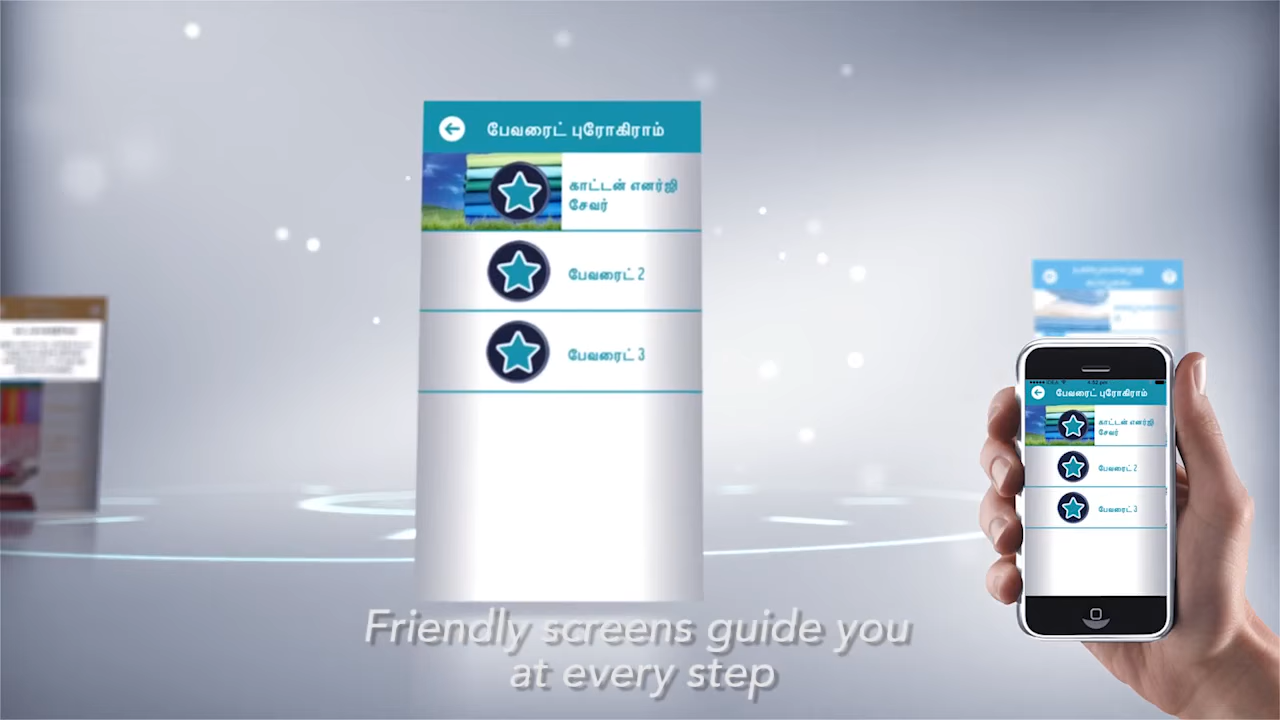 பேவரைட் புரோகிராம்
காட்டன் எனர்ஜி
சேவர்
பேவரைட் 2
பேவரைட் 3
பேவரைட் புரோகிராம்
காட்டன் எனர்ஜி
சேவர்
பேவரைட் 2
பேவரைட் 3
Friendly screens guide you
at every step